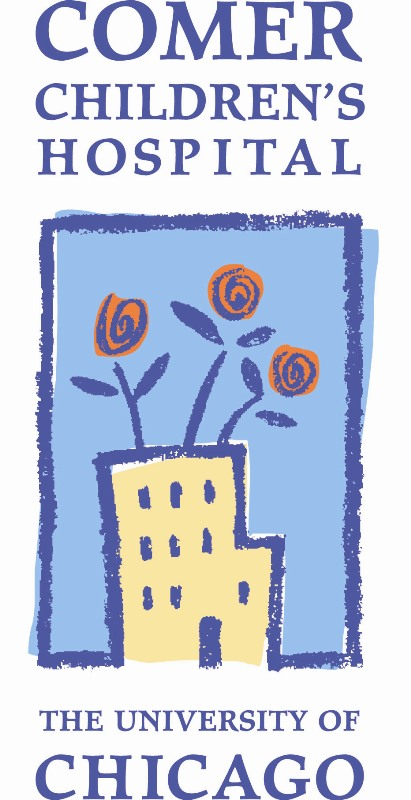 COMER
CHILDREN'S
HOSPITAL
THE UNIVERSITY OF
CHICAGO